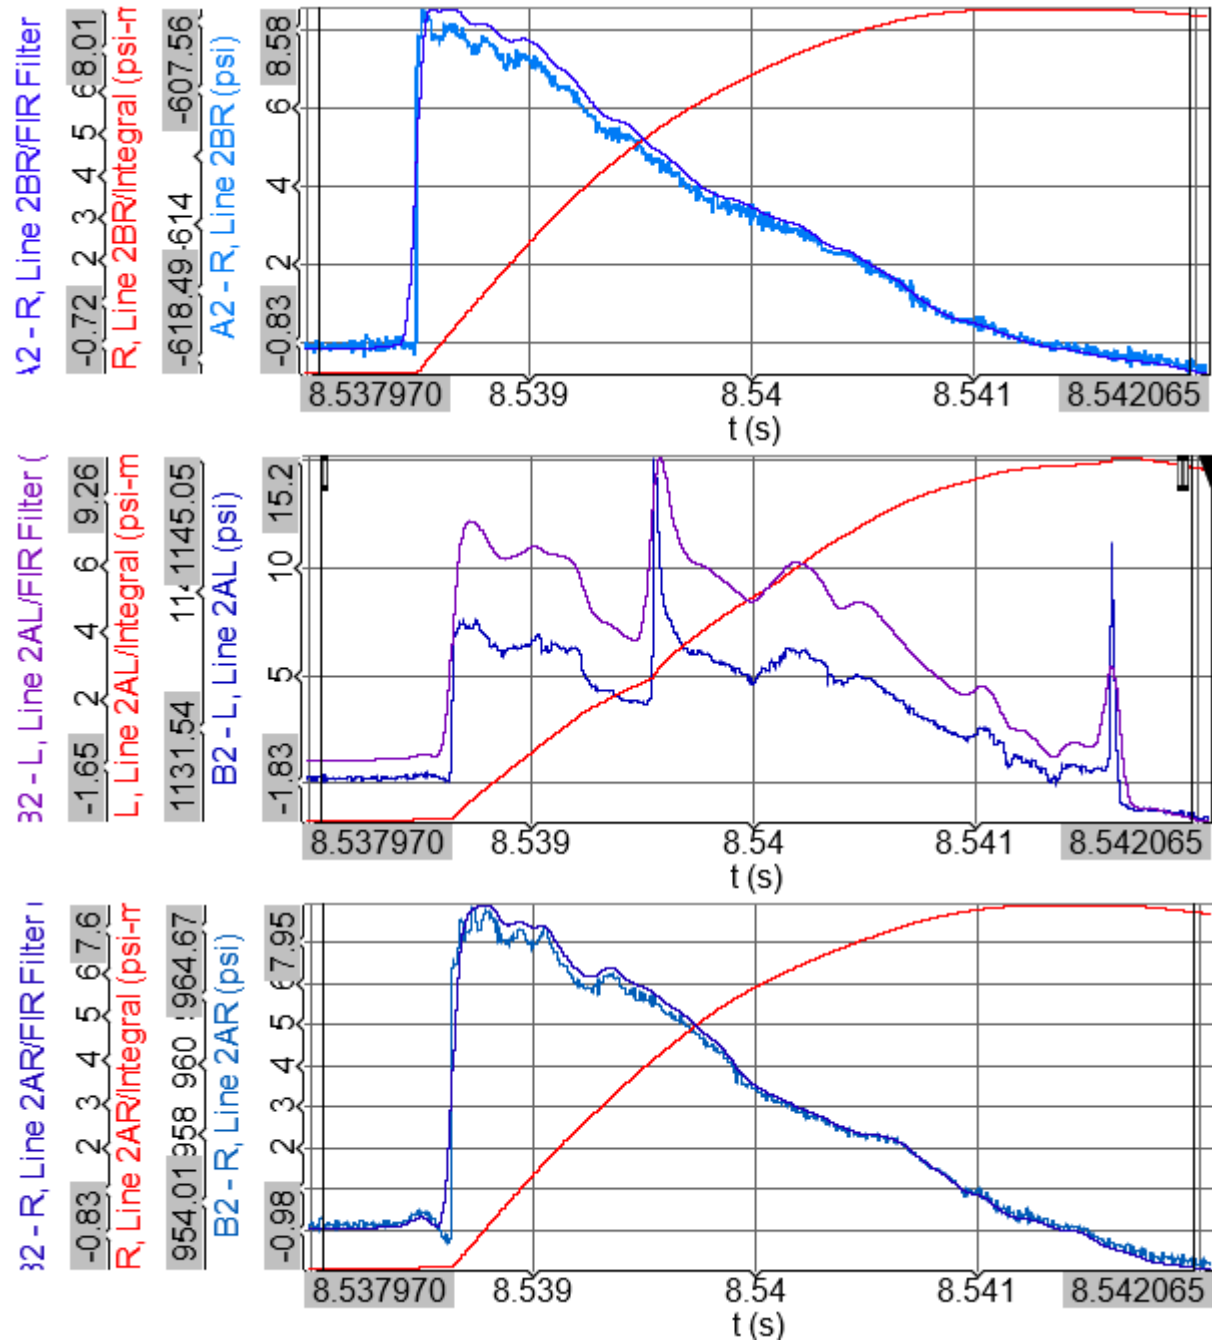 A2 - R, Line 2BR/FIR Filter
-0.72 2 3 4 5 6 8.01
R, Line 2BR/Integral (psi-m
-618.49 -614 -607.56
A2 - R, Line 2BR (psi)
-0.83 2 4 6 8.58
8.537970 8.539 8.54 8.541 8.542065
t (s)
B2 - L, Line 2AL/FIR Filter (
-1.65 2 4 6 9.26
L, Line 2AL/Integral (psi-m
1131.54 114 1145.05
B2 - L, Line 2AL (psi)
-1.83 5 10 15.2
8.537970 8.539 8.54 8.541 8.542065
t (s)
B2 - R, Line 2AR/FIR Filter
-0.83 2 3 4 5 6 7.6
R, Line 2AR/Integral (psi-m
954.01 958 960 964.67
B2 - R, Line 2AR (psi)
-0.98 2 3 4 5 6 7.95
8.537970 8.539 8.54 8.541 8.542065
t (s)